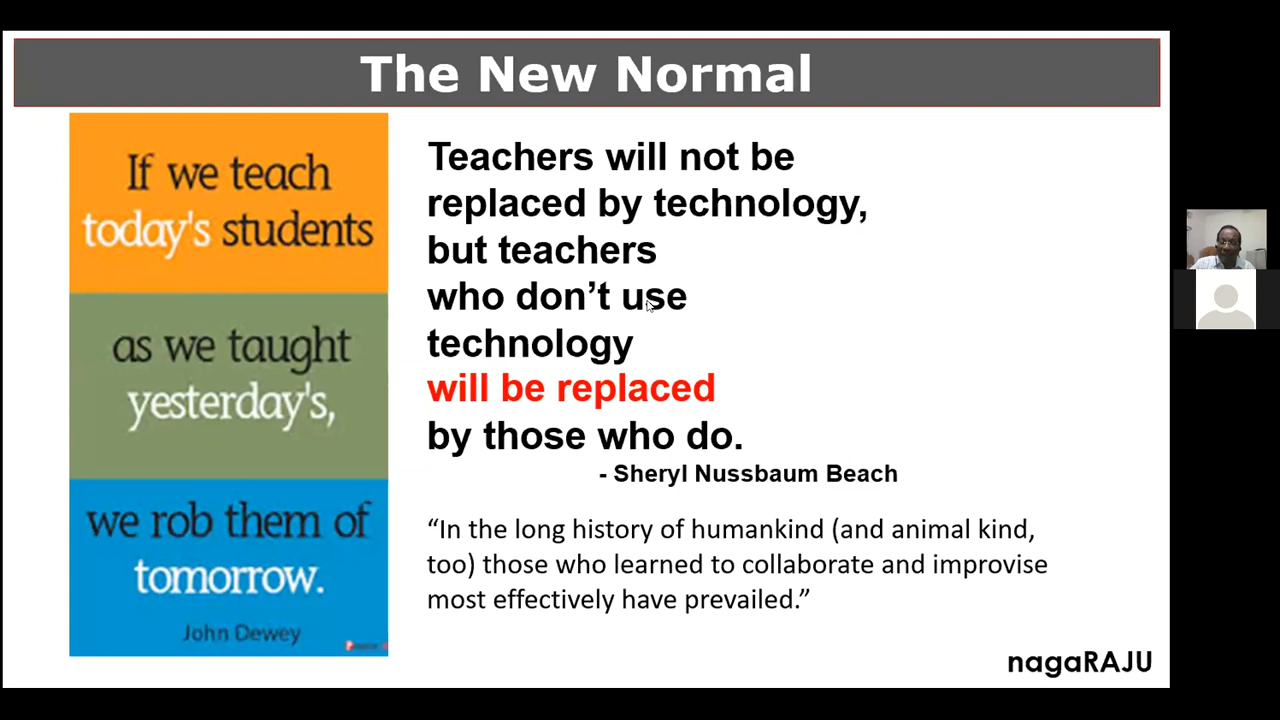 The New Normal
If we teach
today's students
as we taught
yesterday's,
we rob them of
tomorrow.
John Dewey
Teachers will not be
replaced by technology,
but teachers
who don’t use
technology
will be replaced
by those who do.
- Sheryl Nussbaum Beach
“In the long history of humankind (and animal kind,
too) those who learned to collaborate and improvise
most effectively have prevailed.”
nagaRAJU